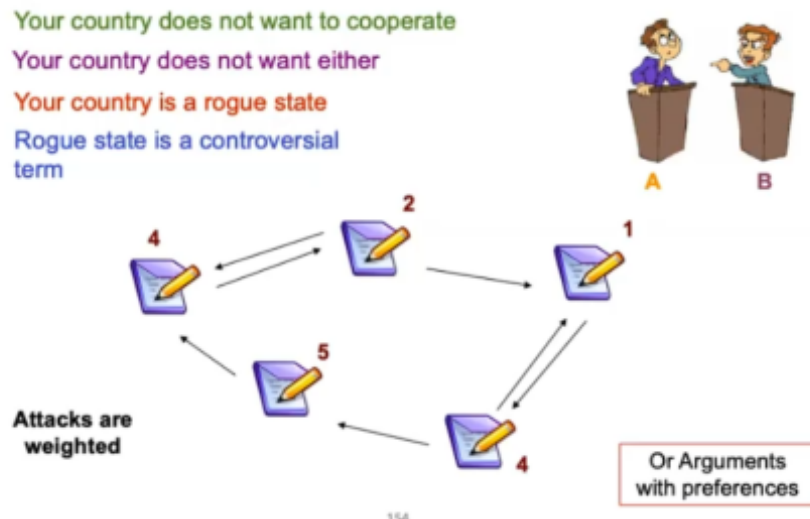 Your country does not want to cooperate
Your country does not want either
Your country is a rogue state
Rogue state is a controversial
term
A
B
2
4
1
5
4
Attacks are
weighted
Or Arguments
with preferences
154